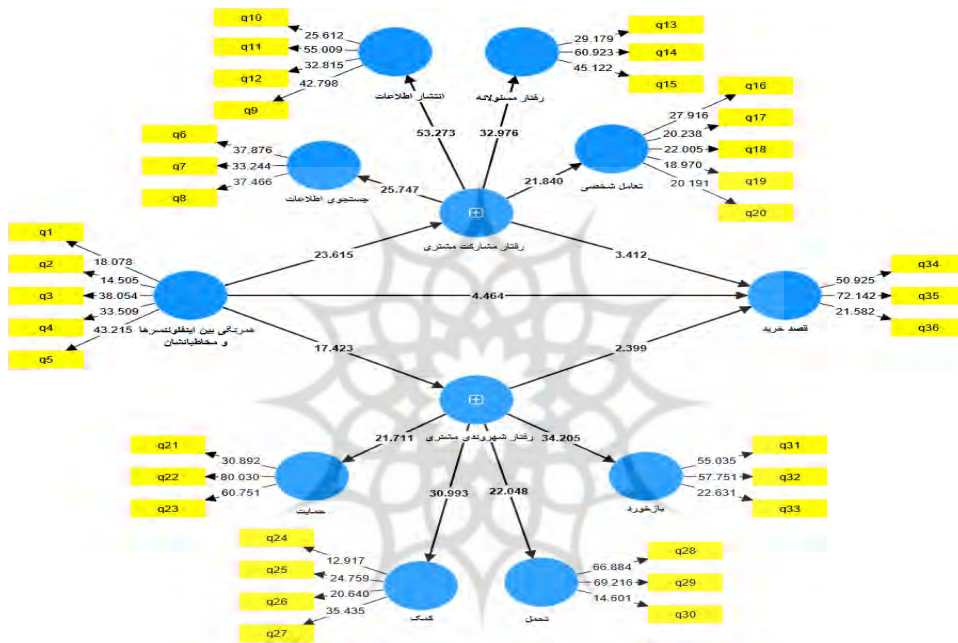 q10
25.612
q11
55.009
q12
32.815
q9
42.798
انتشار اطلاعات
q13
29.179
q14
60.923
q15
45.122
رفتار مسئولانه
q16
27.916
q17
20.238
q18
22.005
q19
18.970
q20
20.191
تعامل شخصی
q6
37.876
q7
33.244
q8
37.466
جستجوی اطلاعات
53.273
32.976
25.747
21.840
رفتار مشارکت مشتری
q1
18.078
q2
14.505
q3
38.054
q4
33.509
q5
43.215
همرنگی بین اینفلوئنسرها
و مخاطبانشان
23.615
3.412
4.464
17.423
2.399
q34
50.925
q35
72.142
q36
21.582
قصد خرید
رفتار شهروندی مشتری
21.711
34.205
30.993
22.048
q21
30.892
q22
80.030
q23
60.751
حمایت
q31
55.035
q32
57.751
q33
22.631
بازخورد
q24
12.917
q25
24.759
q26
20.640
q27
35.435
کمک
q28
66.884
q29
69.216
q30
14.601
تحمل